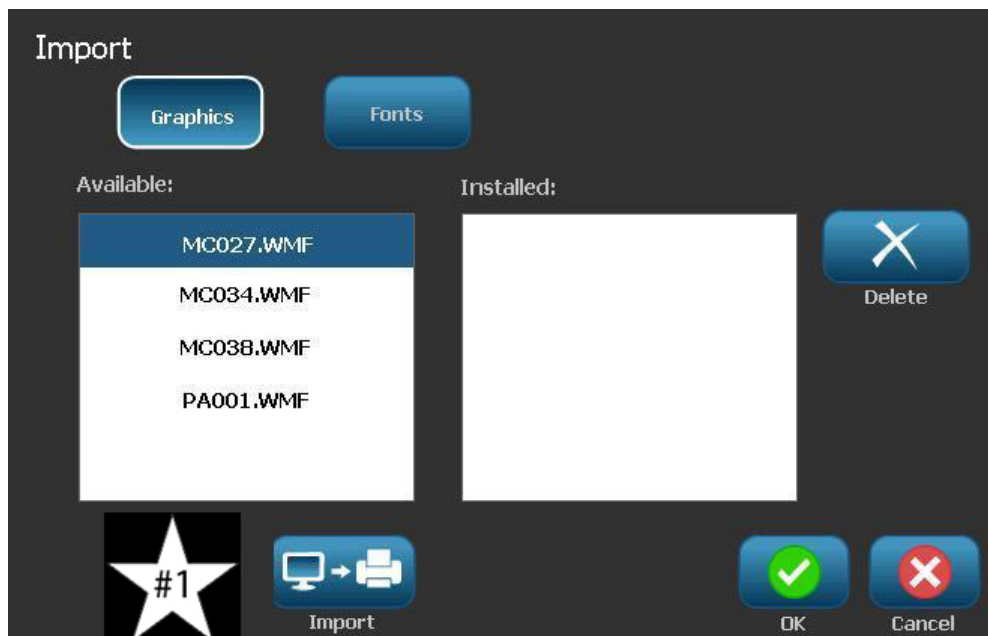 Import
Graphics
Fonts
Available:
Installed:
MC027.WMF
MC034.WMF
MC038.WMF
PA001.WMF
Delete
#1
Import
OK
Cancel